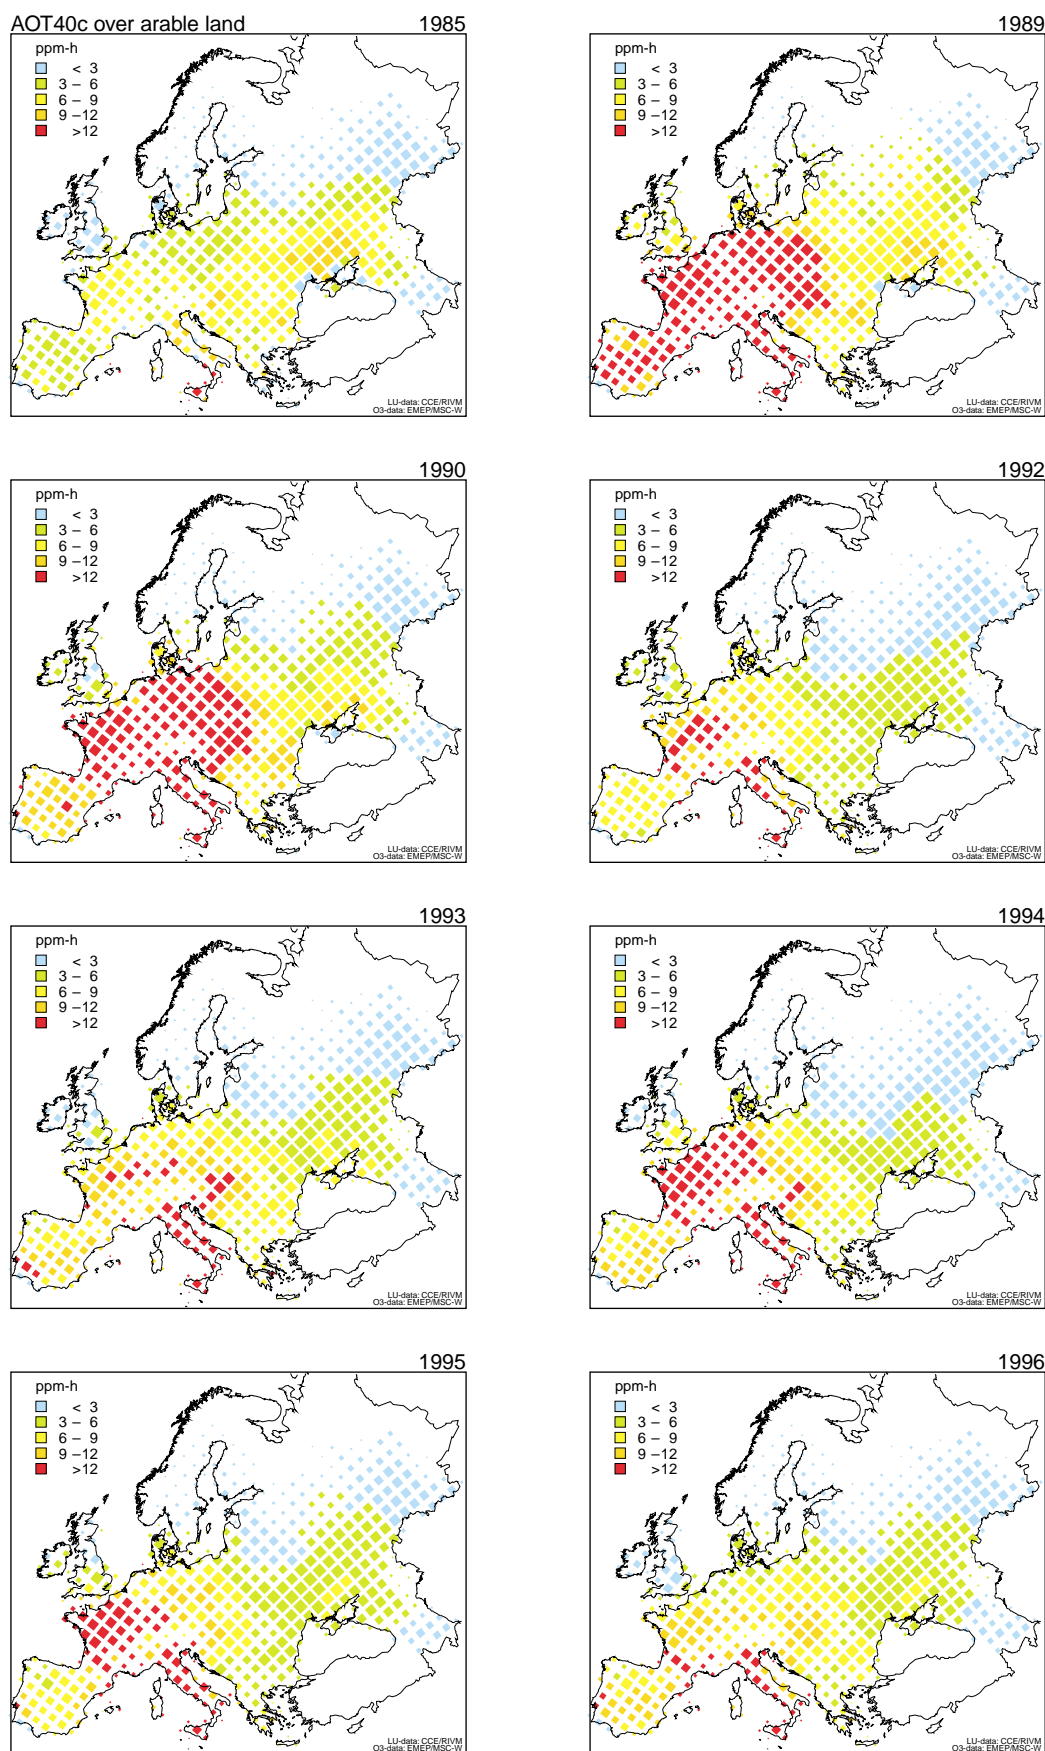 AOT40c over arable land 1985
ppm-h
< 3
3 – 6
6 – 9
9 –12
>12
LU-data: CCE/RIVM
O3-data: EMEP/MSC-W
1989
ppm-h
< 3
3 – 6
6 – 9
9 –12
>12
LU-data: CCE/RIVM
O3-data: EMEP/MSC-W
1990
ppm-h
< 3
3 – 6
6 – 9
9 –12
>12
LU-data: CCE/RIVM
O3-data: EMEP/MSC-W
1992
ppm-h
< 3
3 – 6
6 – 9
9 –12
>12
LU-data: CCE/RIVM
O3-data: EMEP/MSC-W
1993
ppm-h
< 3
3 – 6
6 – 9
9 –12
>12
LU-data: CCE/RIVM
O3-data: EMEP/MSC-W
1994
ppm-h
< 3
3 – 6
6 – 9
9 –12
>12
LU-data: CCE/RIVM
O3-data: EMEP/MSC-W
1995
ppm-h
< 3
3 – 6
6 – 9
9 –12
>12
LU-data: CCE/RIVM
O3-data: EMEP/MSC-W
1996
ppm-h
< 3
3 – 6
6 – 9
9 –12
>12
LU-data: CCE/RIVM
O3-data: EMEP/MSC-W